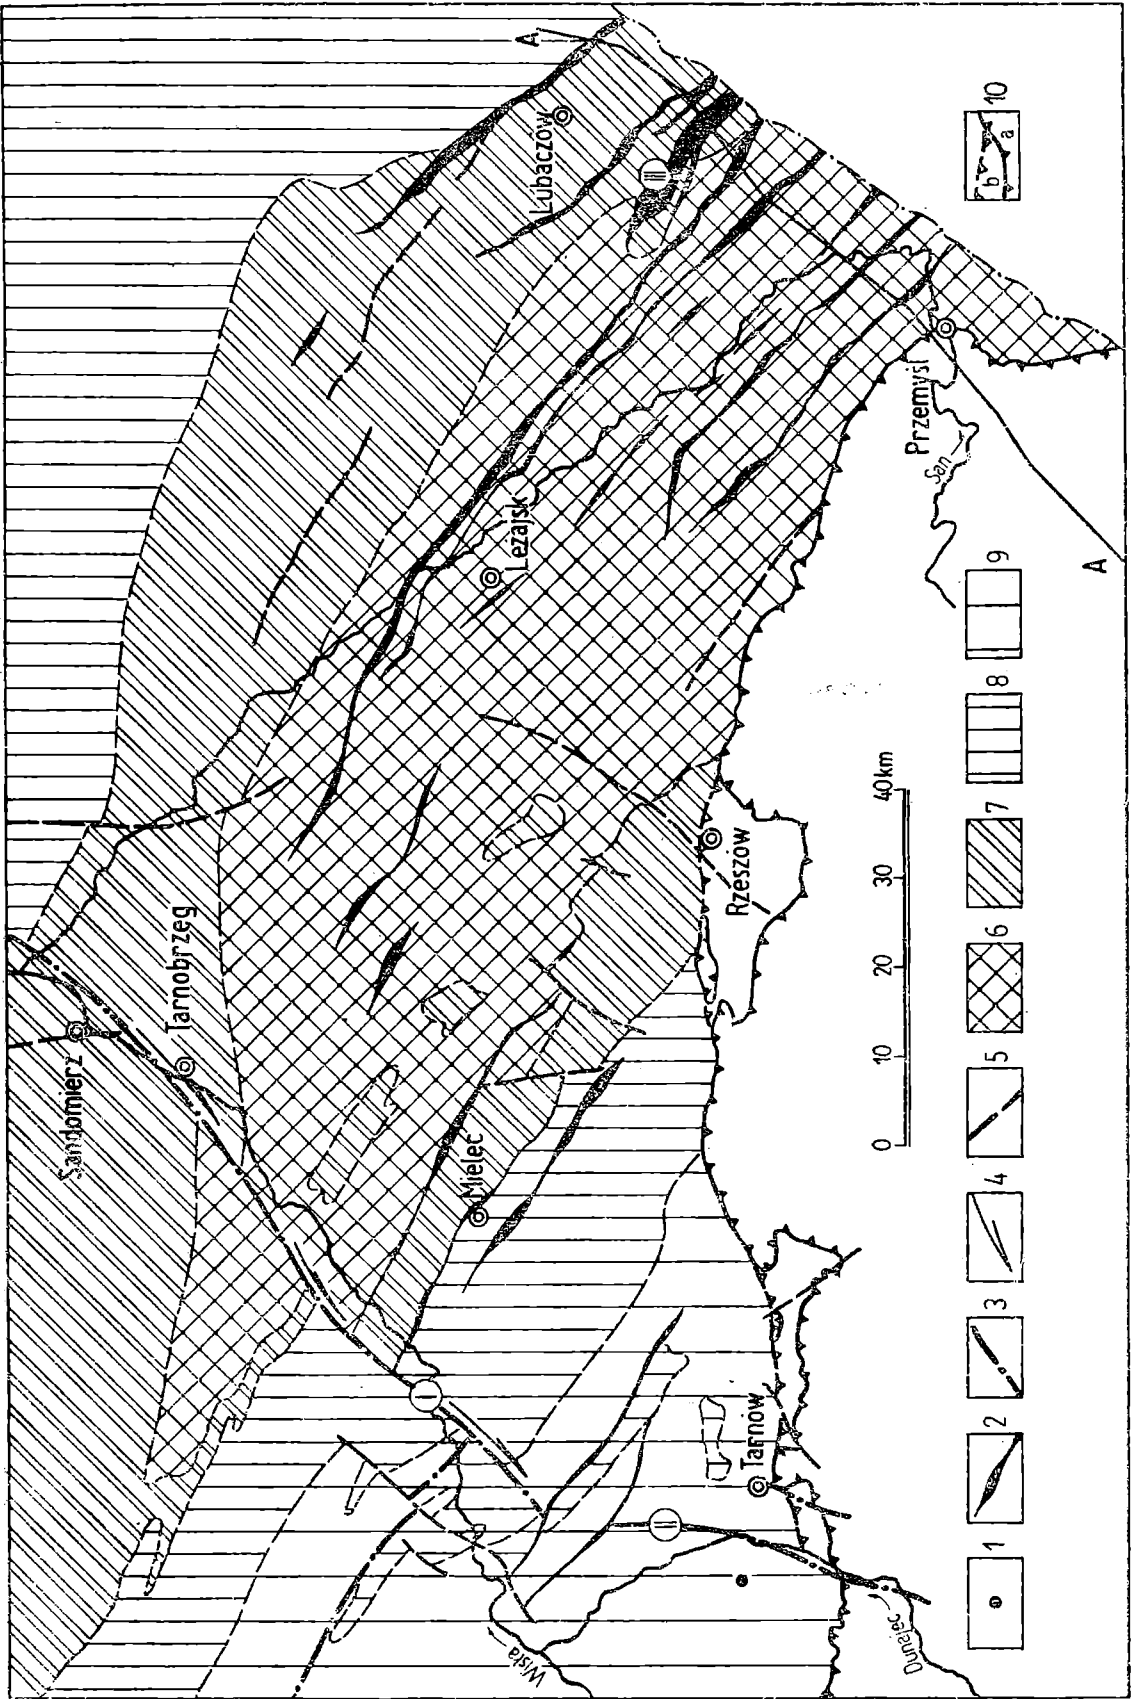 A
Lubaczów
III
10
b
a
Sandomierz
Tarnobrzeg
Leżajsk
Przemyśl
San
A
Mielec
Rzeszów
0 10 20 30 40km
I
Tarnów
II
Wisła
Dunajec
1
2
3
4
5
6
7
8
9